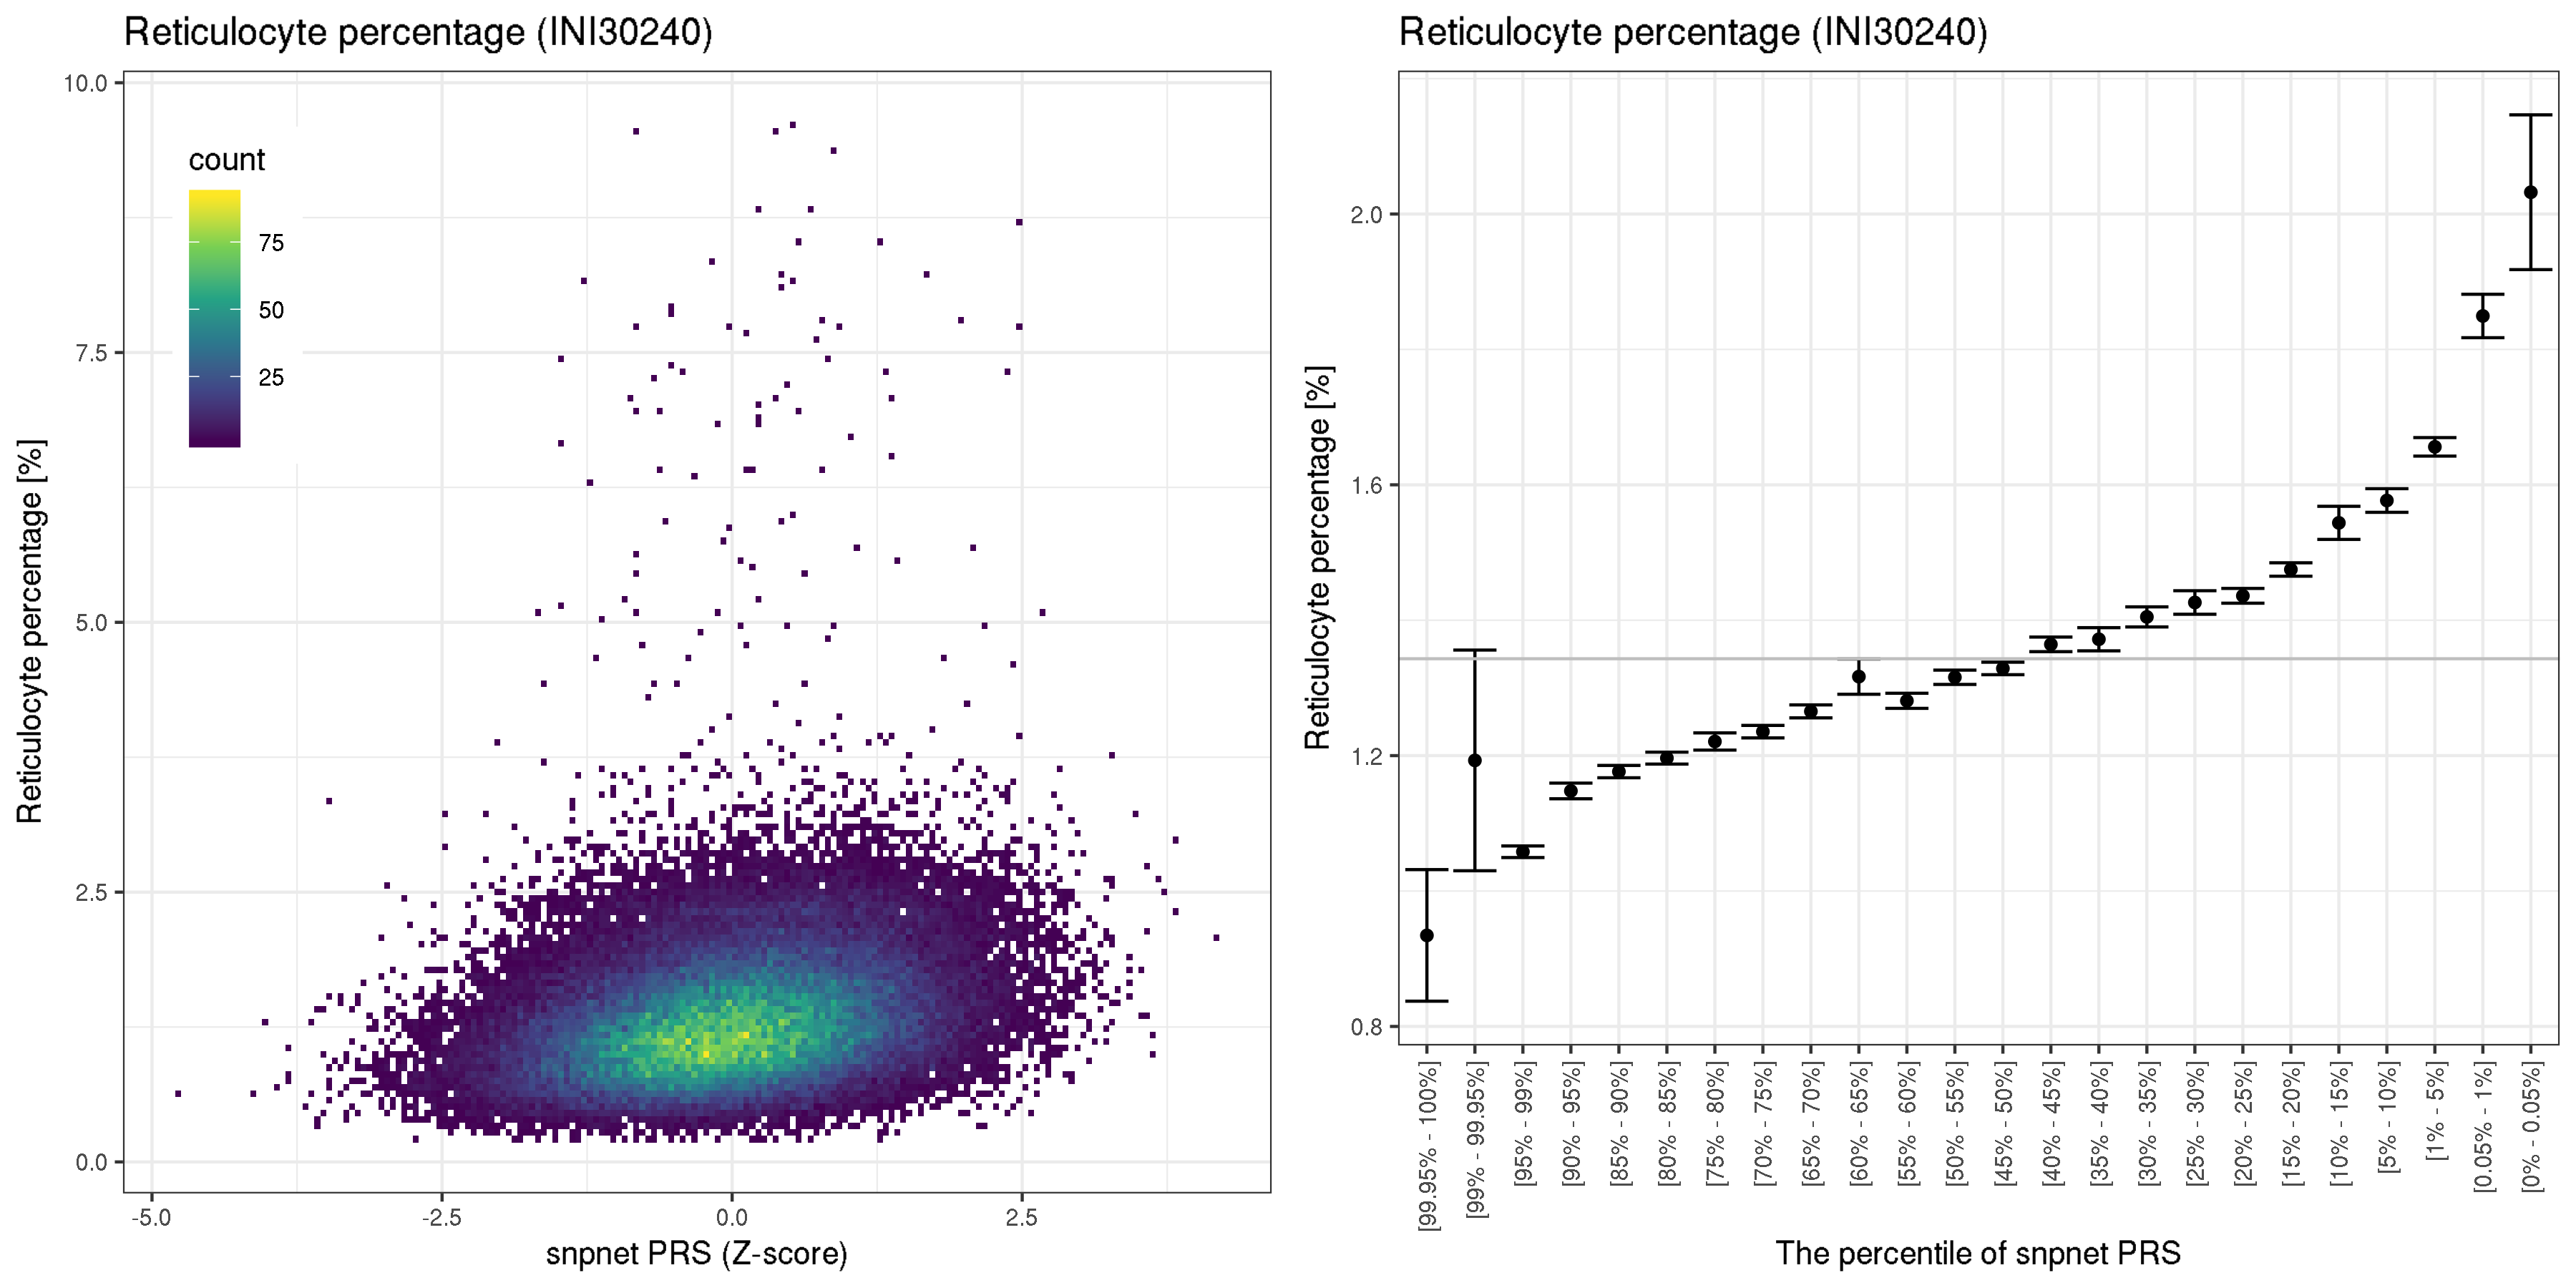 Reticulocyte percentage (INI30240)
10.0
7.5
5.0
2.5
0.0
Reticulocyte percentage [%]
count
75
50
25
-5.0
-2.5
0.0
2.5
snpnet PRS (Z-score)
Reticulocyte percentage (INI30240)
2.0
1.6
1.2
0.8
Reticulocyte percentage [%]
[99.95% - 100%]
[99% - 99.95%]
[95% - 99%]
[90% - 95%]
[85% - 90%]
[80% - 85%]
[75% - 80%]
[70% - 75%]
[65% - 70%]
[60% - 65%]
[55% - 60%]
[50% - 55%]
[45% - 50%]
[40% - 45%]
[35% - 40%]
[30% - 35%]
[25% - 30%]
[20% - 25%]
[15% - 20%]
[10% - 15%]
[5% - 10%]
[1% - 5%]
[0.05% - 1%]
[0% - 0.05%]
The percentile of snpnet PRS